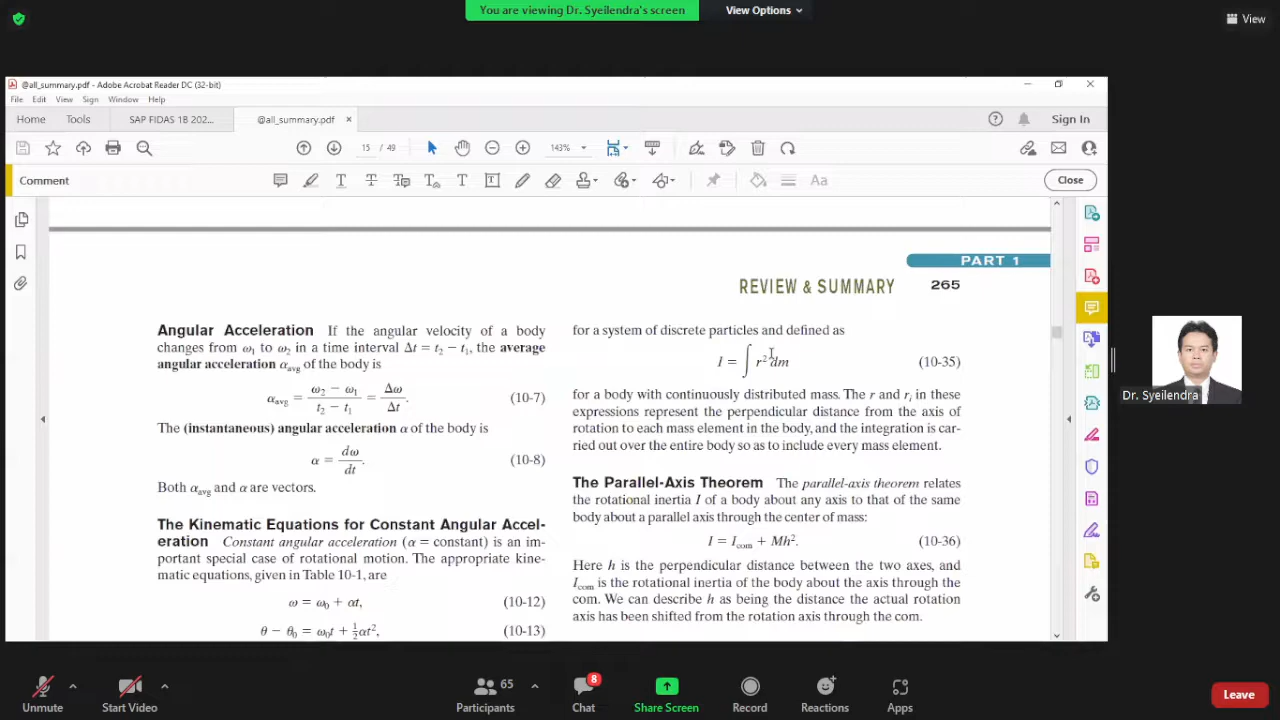 You are viewing Dr. Syeilendra's screen
View Options
View
@all_summary.pdf - Adobe Acrobat Reader DC (32-bit)
File Edit View Sign Window Help
Home Tools SAP FIDAS 1B 202... @all_summary.pdf × Sign In
15 / 49 143%
Comment Aa Close
PART 1
REVIEW & SUMMARY 265
Angular Acceleration If the angular velocity of a body
changes from ω₁ to ω₂ in a time interval Δt = t₂ − t₁, the average
angular acceleration α_avg of the body is
α_avg = (ω₂ − ω₁)/(t₂ − t₁) = Δω/Δt. (10-7)
The (instantaneous) angular acceleration α of the body is
α = dω/dt. (10-8)
Both α_avg and α are vectors.
The Kinematic Equations for Constant Angular Accel-
eration Constant angular acceleration (α = constant) is an im-
portant special case of rotational motion. The appropriate kine-
matic equations, given in Table 10-1, are
ω = ω₀ + αt, (10-12)
θ − θ₀ = ω₀t + ½αt², (10-13)
for a system of discrete particles and defined as
I = ∫ r² dm (10-35)
for a body with continuously distributed mass. The r and rᵢ in these
expressions represent the perpendicular distance from the axis of
rotation to each mass element in the body, and the integration is car-
ried out over the entire body so as to include every mass element.
The Parallel-Axis Theorem The parallel-axis theorem relates
the rotational inertia I of a body about any axis to that of the same
body about a parallel axis through the center of mass:
I = I_com + Mh². (10-36)
Here h is the perpendicular distance between the two axes, and
I_com is the rotational inertia of the body about the axis through the
com. We can describe h as being the distance the actual rotation
axis has been shifted from the rotation axis through the com.
Dr. Syeilendra
8
65
Unmute Start Video Participants Chat Share Screen Record Reactions Apps Leave